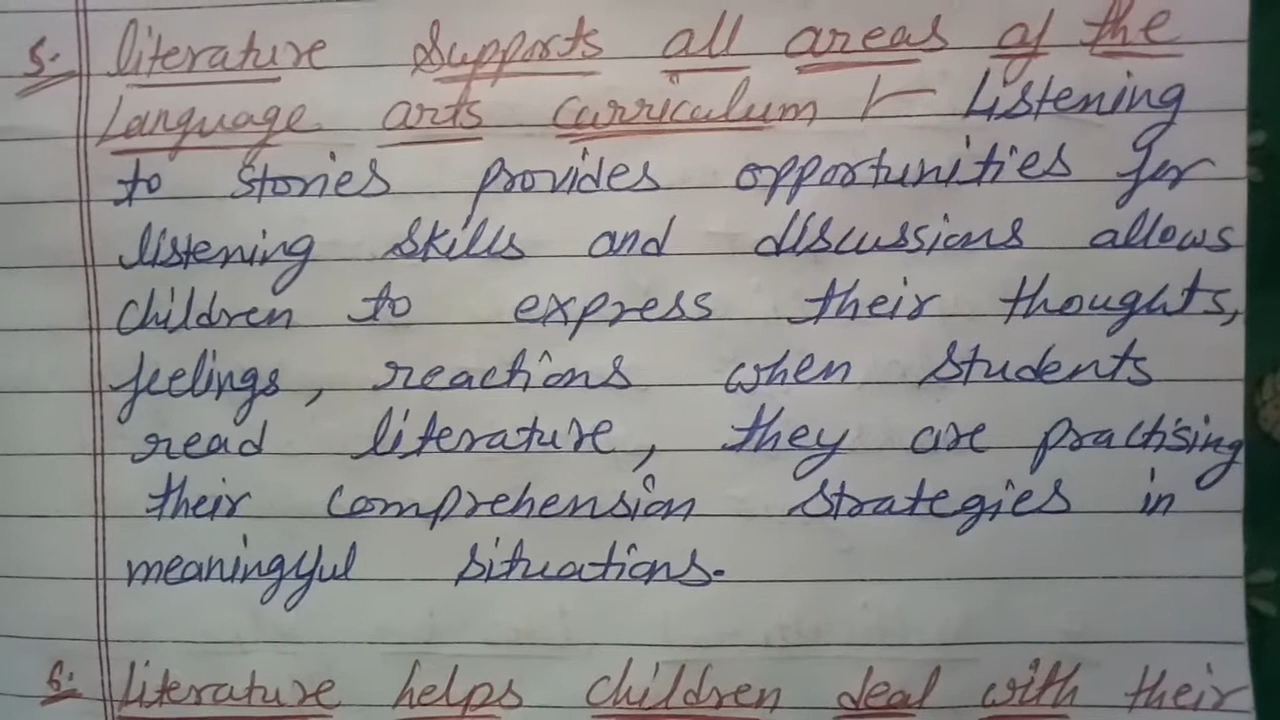 5. literature supports all areas of the
Language arts curriculum :- Listening
to stories provides opportunities for
listening skills and discussions allows
children to express their thoughts,
feelings, reactions when students
read literature, they are practising
their comprehension strategies in
meaningful situations.
6. literature helps children deal with their